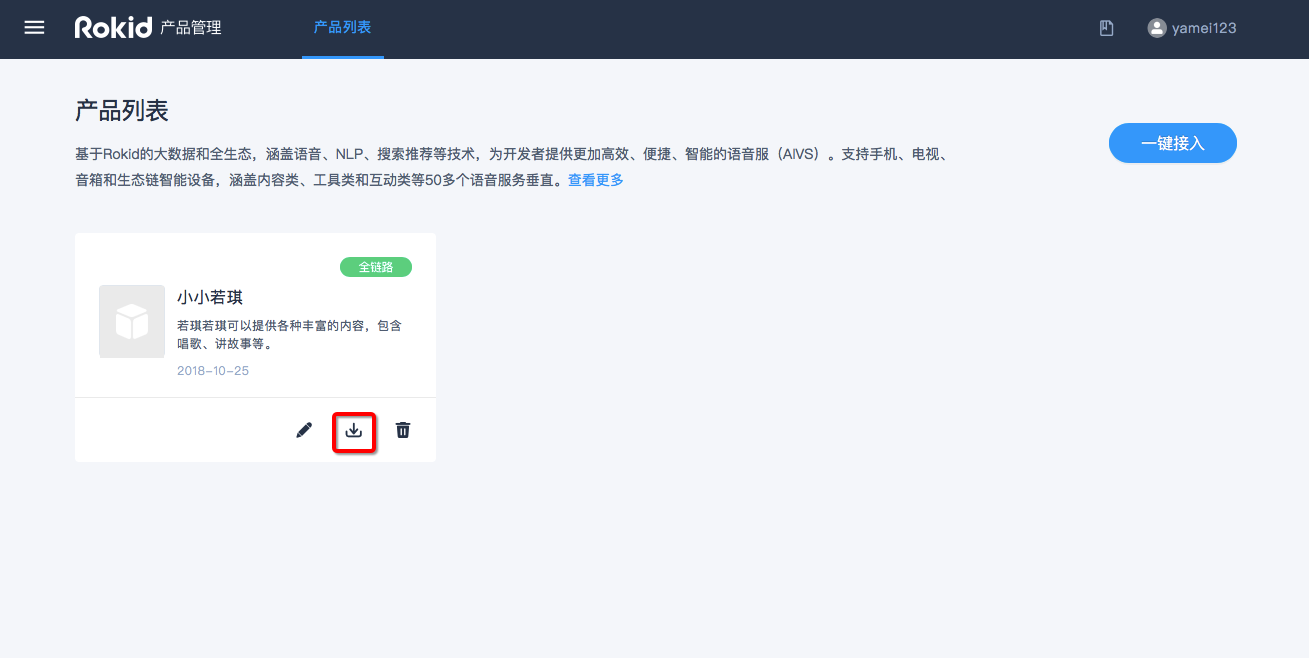 Rokid 产品管理
产品列表
yamei123
产品列表
基于Rokid的大数据和全生态，涵盖语音、NLP、搜索推荐等技术，为开发者提供更加高效、便捷、智能的语音服（AIVS）。支持手机、电视、
音箱和生态链智能设备，涵盖内容类、工具类和互动类等50多个语音服务垂直。查看更多
一键接入
全链路
小小若琪
若琪若琪可以提供各种丰富的内容，包含
唱歌、讲故事等。
2018-10-25